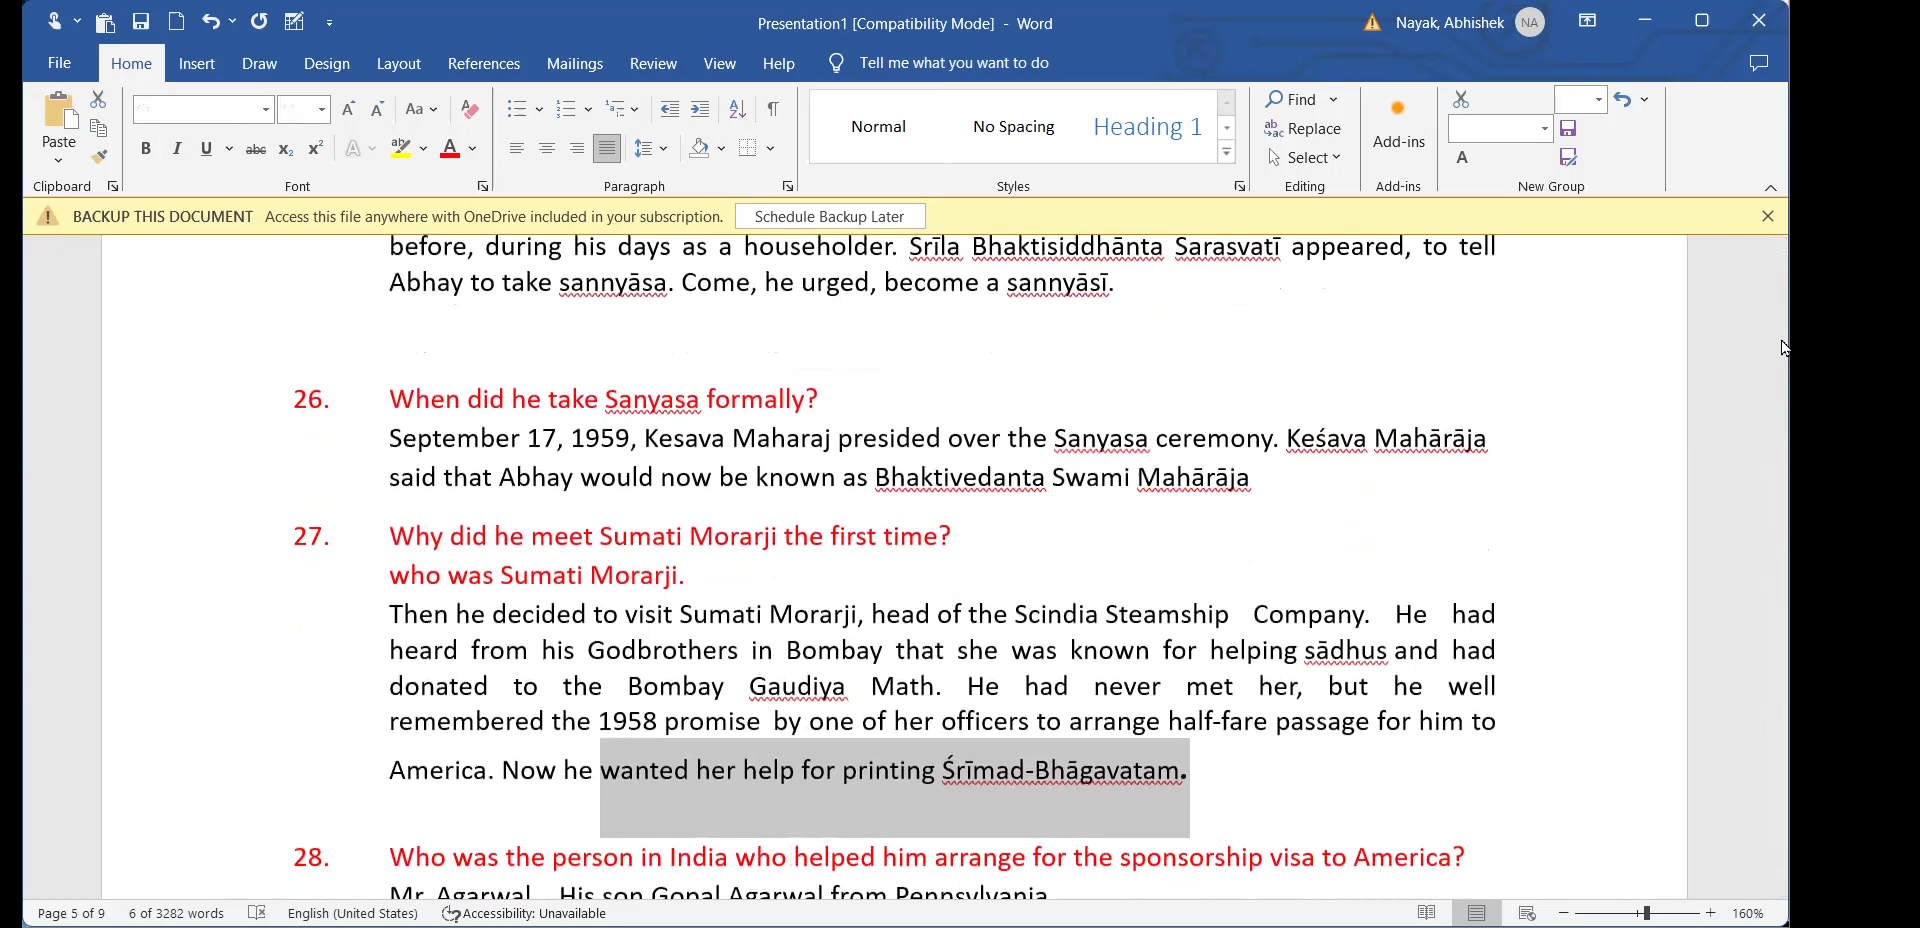 Presentation1 [Compatibility Mode] - Word
Nayak, Abhishek NA
File Home Insert Draw Design Layout References Mailings Review View Help Tell me what you want to do
Aa
Find
Normal No Spacing Heading 1
Replace
Paste
B I U abc x₂ x² A A
Select
Add-ins
A
Clipboard Font Paragraph Styles Editing Add-ins New Group
BACKUP THIS DOCUMENT Access this file anywhere with OneDrive included in your subscription. Schedule Backup Later
before, during his days as a householder. Srīla Bhaktisiddhānta Sarasvatī appeared, to tell
Abhay to take sannyāsa. Come, he urged, become a sannyāsī.
26. When did he take Sanyasa formally?
September 17, 1959, Kesava Maharaj presided over the Sanyasa ceremony. Keśava Mahārāja
said that Abhay would now be known as Bhaktivedanta Swami Mahārāja
27. Why did he meet Sumati Morarji the first time?
who was Sumati Morarji.
Then he decided to visit Sumati Morarji, head of the Scindia Steamship Company. He had
heard from his Godbrothers in Bombay that she was known for helping sādhus and had
donated to the Bombay Gaudiya Math. He had never met her, but he well
remembered the 1958 promise by one of her officers to arrange half-fare passage for him to
America. Now he wanted her help for printing Śrīmad-Bhāgavatam.
28. Who was the person in India who helped him arrange for the sponsorship visa to America?
Mr. Agarwal. His son Gopal Agarwal from Pennsylvania
Page 5 of 9 6 of 3282 words English (United States) Accessibility: Unavailable 160%